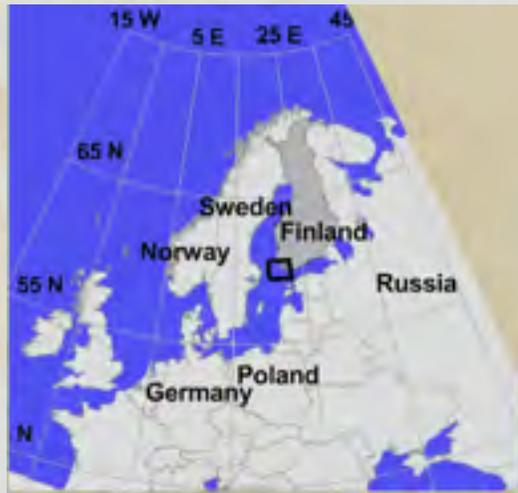 15 W
5 E
25 E
45
65 N
Sweden
Finland
Norway
55 N
Russia
Poland
Germany
N